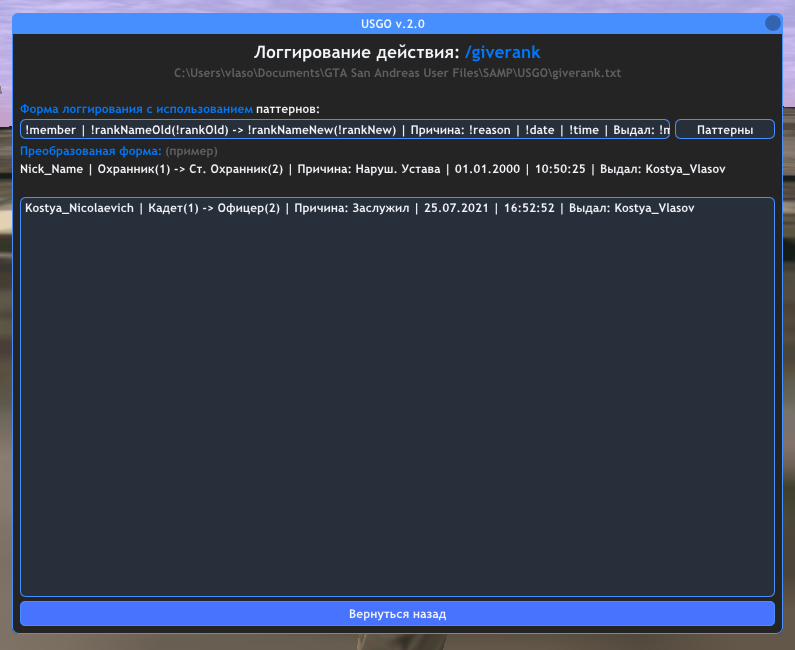 USGO v.2.0
Логгирование действия: /giverank
C:\Users\vlaso\Documents\GTA San Andreas User Files\SAMP\USGO\giverank.txt
Форма логгирования с использованием паттернов:
!member | !rankNameOld(!rankOld) -> !rankNameNew(!rankNew) | Причина: !reason | !date | !time | Выдал: !m Паттерны
Преобразованая форма: (пример)
Nick_Name | Охранник(1) -> Ст. Охранник(2) | Причина: Наруш. Устава | 01.01.2000 | 10:50:25 | Выдал: Kostya_Vlasov
Kostya_Nicolaevich | Кадет(1) -> Офицер(2) | Причина: Заслужил | 25.07.2021 | 16:52:52 | Выдал: Kostya_Vlasov
Вернуться назад